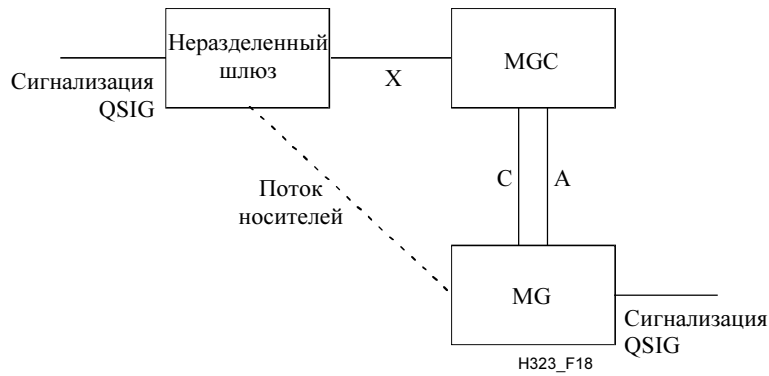 Неразделенный
шлюз
MGC
Сигнализация
QSIG
X
Поток
носителей
C
A
MG
Сигнализация
QSIG
H323_F18